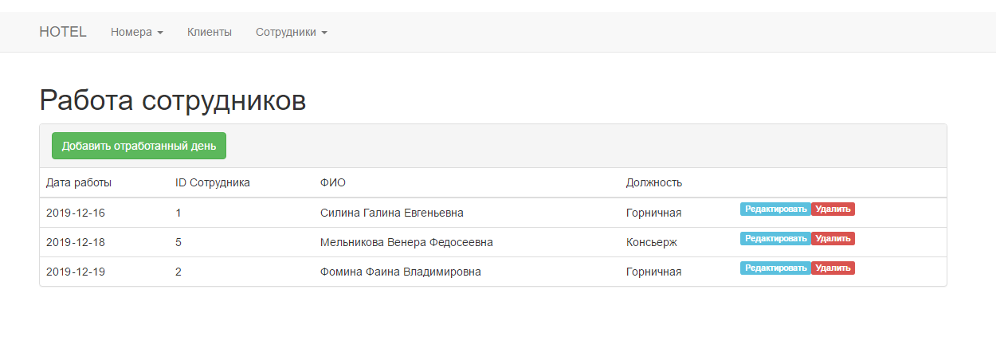 HOTEL Номера Клиенты Сотрудники
Работа сотрудников
Добавить отработанный день
Дата работы ID Сотрудника ФИО Должность
2019-12-16 1 Силина Галина Евгеньевна Горничная Редактировать Удалить
2019-12-18 5 Мельникова Венера Федосеевна Консьерж Редактировать Удалить
2019-12-19 2 Фомина Фаина Владимировна Горничная Редактировать Удалить